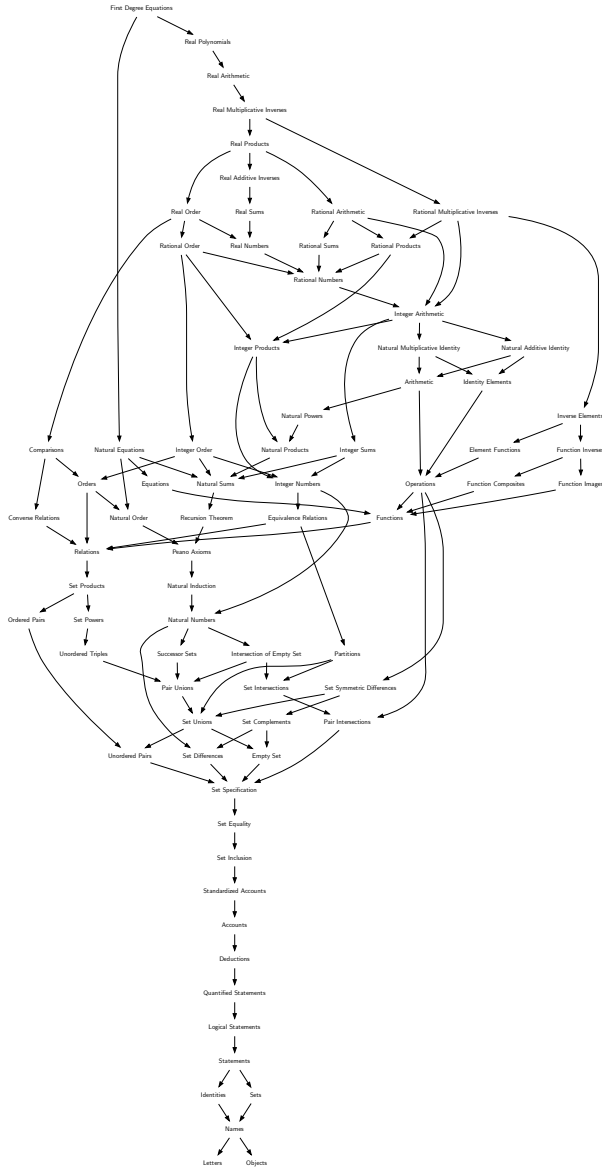 First Degree Equations
Real Polynomials
Real Arithmetic
Real Multiplicative Inverses
Real Products
Real Additive Inverses
Real Order Real Sums Rational Arithmetic Rational Multiplicative Inverses
Rational Order Real Numbers Rational Sums Rational Products
Rational Numbers
Integer Arithmetic
Integer Products Natural Multiplicative Identity Natural Additive Identity
Arithmetic Identity Elements
Natural Powers Inverse Elements
Comparisons Natural Equations Integer Order Natural Products Integer Sums Element Functions Function Inverses
Orders Equations Natural Sums Integer Numbers Operations Function Composites Function Images
Converse Relations Natural Order Recursion Theorem Equivalence Relations Functions
Relations Peano Axioms
Set Products Natural Induction
Ordered Pairs Set Powers Natural Numbers
Unordered Triples Successor Sets Intersection of Empty Set Partitions
Pair Unions Set Intersections Set Symmetric Differences
Set Unions Set Complements Pair Intersections
Unordered Pairs Set Differences Empty Set
Set Specification
Set Equality
Set Inclusion
Standardized Accounts
Accounts
Deductions
Quantified Statements
Logical Statements
Statements
Identities Sets
Names
Letters Objects